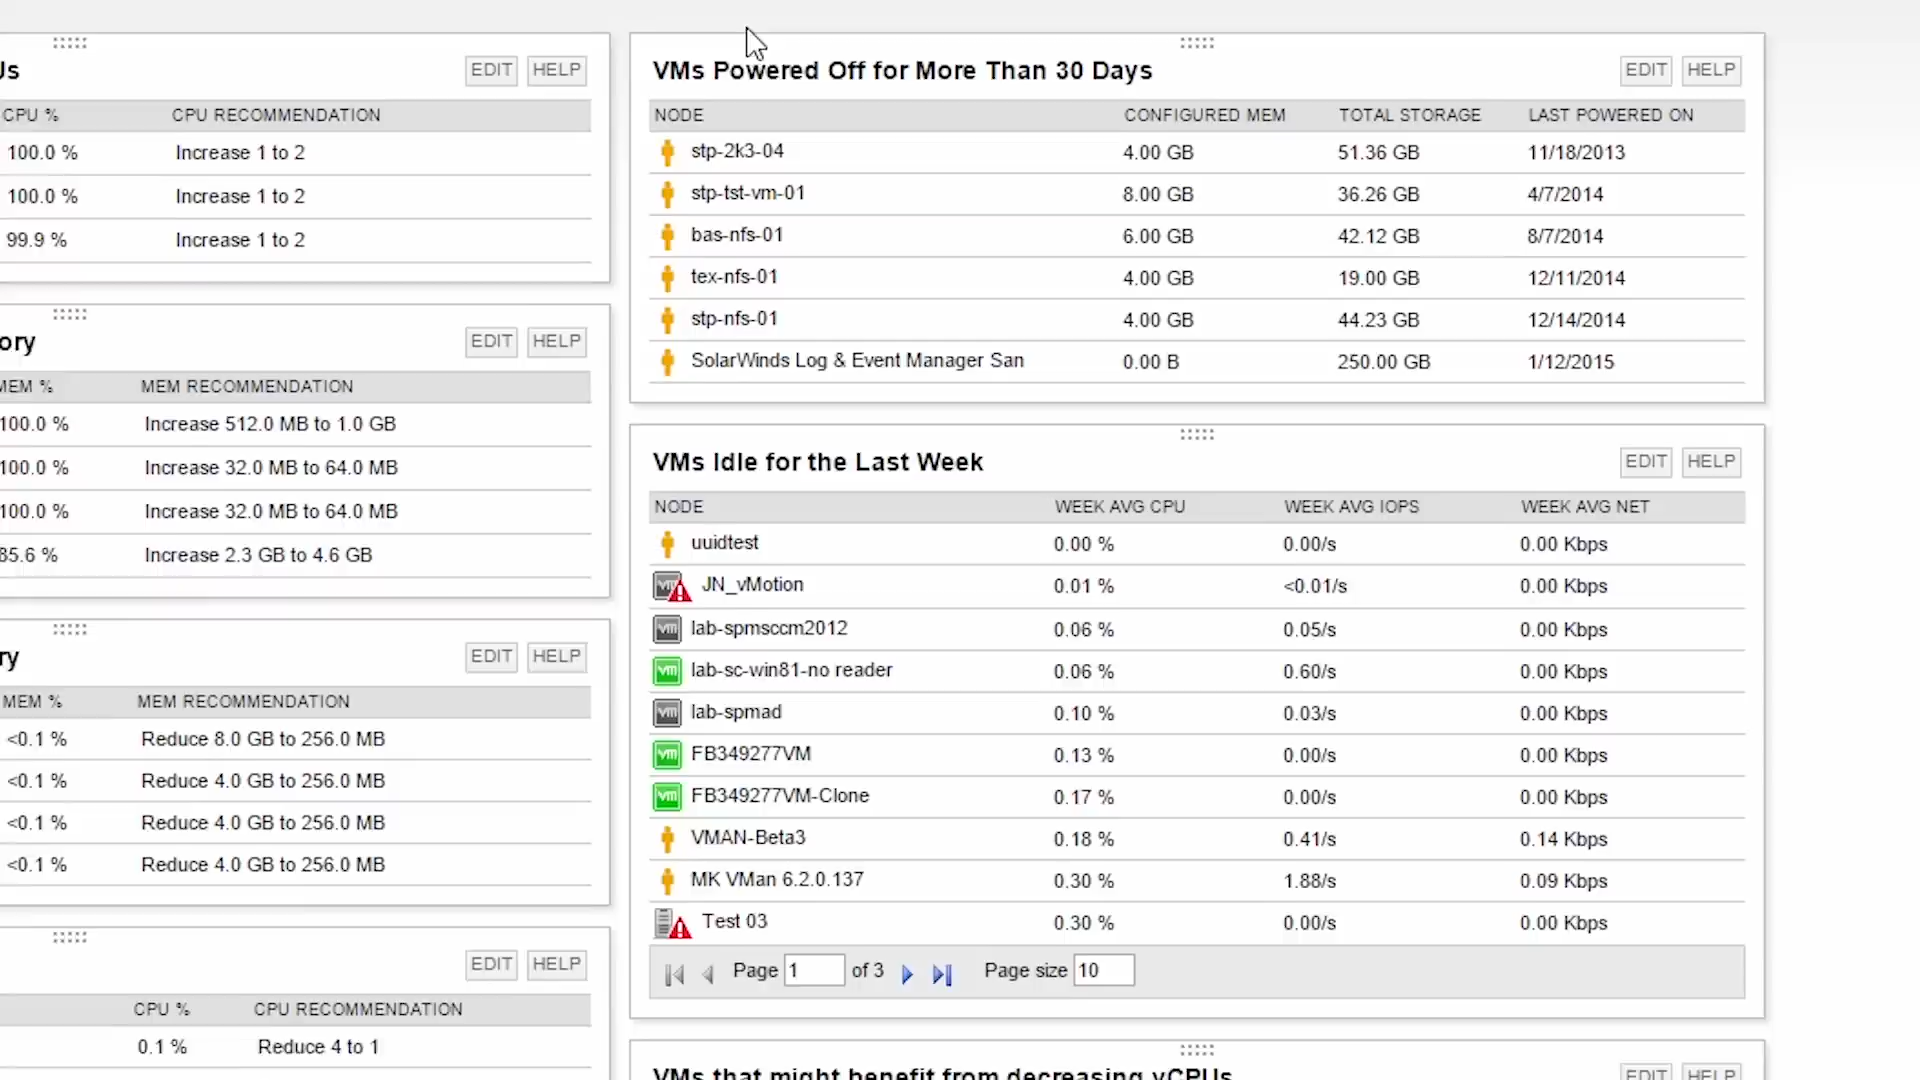 Us
EDIT HELP
CPU % CPU RECOMMENDATION
100.0 % Increase 1 to 2
100.0 % Increase 1 to 2
99.9 % Increase 1 to 2
ory
EDIT HELP
MEM % MEM RECOMMENDATION
100.0 % Increase 512.0 MB to 1.0 GB
100.0 % Increase 32.0 MB to 64.0 MB
100.0 % Increase 32.0 MB to 64.0 MB
85.6 % Increase 2.3 GB to 4.6 GB
ry
EDIT HELP
MEM % MEM RECOMMENDATION
<0.1 % Reduce 8.0 GB to 256.0 MB
<0.1 % Reduce 4.0 GB to 256.0 MB
<0.1 % Reduce 4.0 GB to 256.0 MB
<0.1 % Reduce 4.0 GB to 256.0 MB
EDIT HELP
CPU % CPU RECOMMENDATION
0.1 % Reduce 4 to 1
VMs Powered Off for More Than 30 Days
EDIT HELP
NODE CONFIGURED MEM TOTAL STORAGE LAST POWERED ON
stp-2k3-04 4.00 GB 51.36 GB 11/18/2013
stp-tst-vm-01 8.00 GB 36.26 GB 4/7/2014
bas-nfs-01 6.00 GB 42.12 GB 8/7/2014
tex-nfs-01 4.00 GB 19.00 GB 12/11/2014
stp-nfs-01 4.00 GB 44.23 GB 12/14/2014
SolarWinds Log & Event Manager San 0.00 B 250.00 GB 1/12/2015
VMs Idle for the Last Week
EDIT HELP
NODE WEEK AVG CPU WEEK AVG IOPS WEEK AVG NET
uuidtest 0.00 % 0.00/s 0.00 Kbps
vm JN_vMotion 0.01 % <0.01/s 0.00 Kbps
vm lab-spmsccm2012 0.06 % 0.05/s 0.00 Kbps
vm lab-sc-win81-no reader 0.06 % 0.60/s 0.00 Kbps
vm lab-spmad 0.10 % 0.03/s 0.00 Kbps
vm FB349277VM 0.13 % 0.00/s 0.00 Kbps
vm FB349277VM-Clone 0.17 % 0.00/s 0.00 Kbps
VMAN-Beta3 0.18 % 0.41/s 0.14 Kbps
MK VMan 6.2.0.137 0.30 % 1.88/s 0.09 Kbps
Test 03 0.30 % 0.00/s 0.00 Kbps
Page 1 of 3 Page size 10
VMs that might benefit from decreasing vCPUs
EDIT HELP